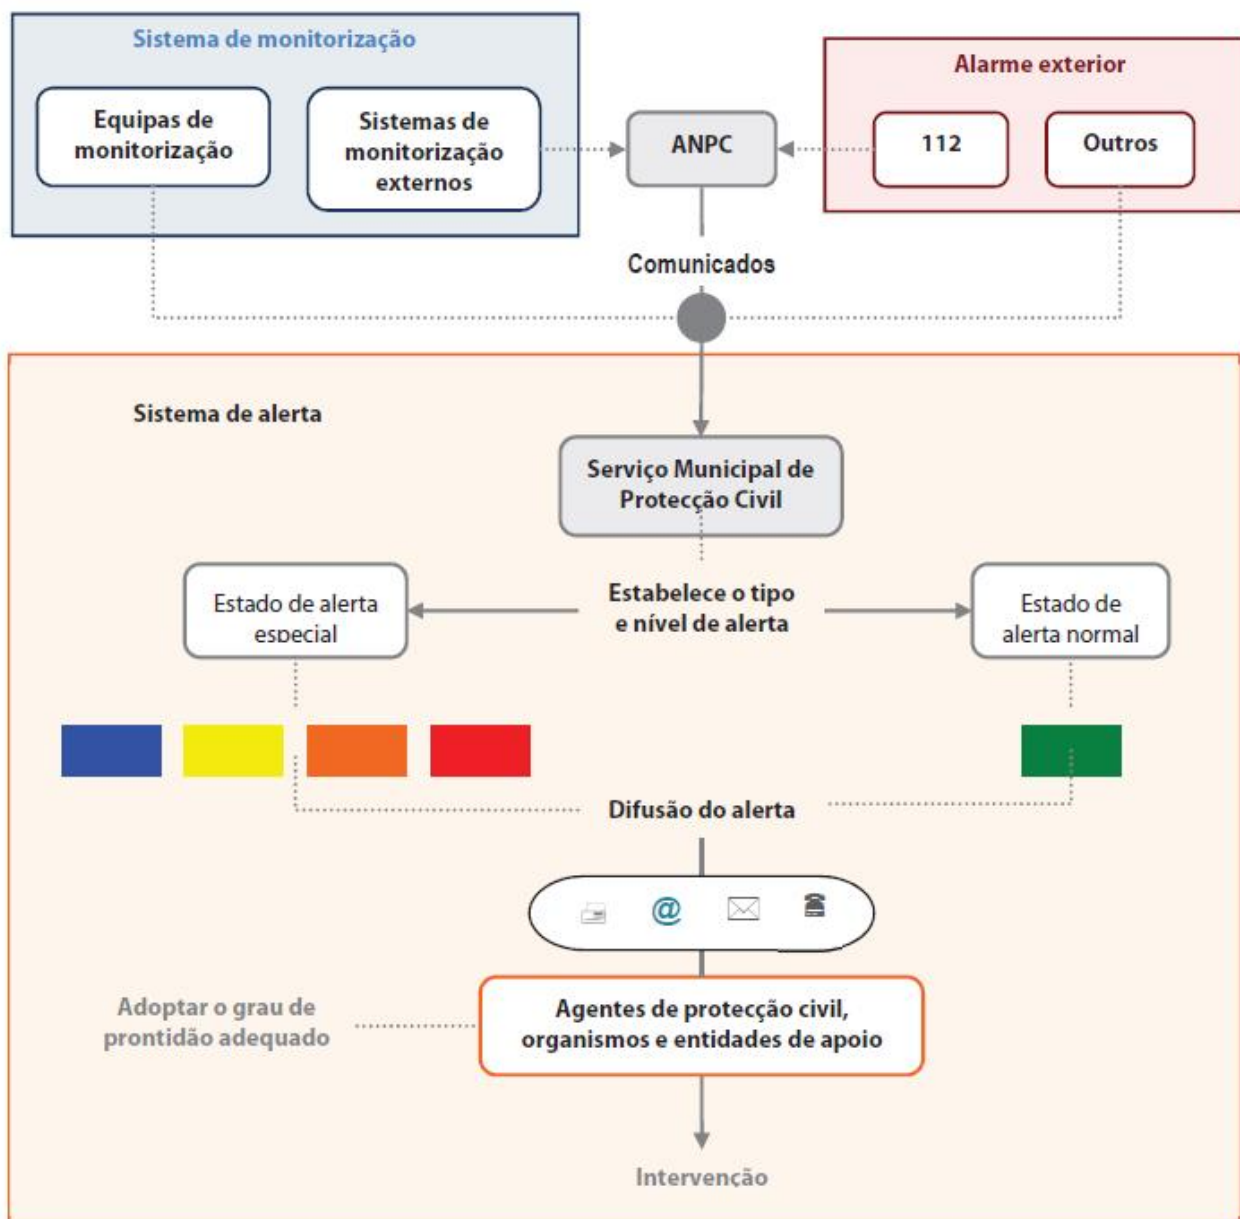 Sistema de monitorização
Equipas de
monitorização
Sistemas de
monitorização
externos
ANPC
Alarme exterior
112
Outros
Comunicados
Sistema de alerta
Serviço Municipal de
Protecção Civil
Estado de alerta
especial
Estabelece o tipo
e nível de alerta
Estado de
alerta normal
Difusão do alerta
@
Adoptar o grau de
prontidão adequado
Agentes de protecção civil,
organismos e entidades de apoio
Intervenção